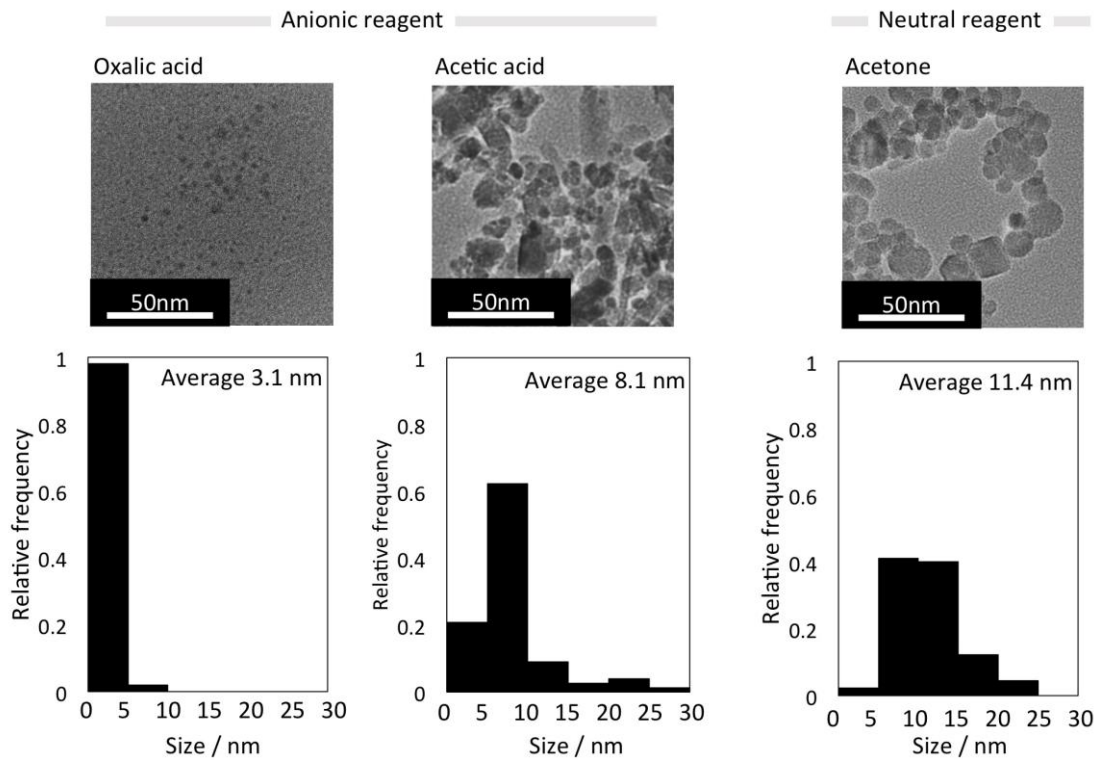 Anionic reagent
Neutral reagent
Oxalic acid
Acetic acid
Acetone
50nm
50nm
50nm
Average 3.1 nm
1
0.8
0.6
0.4
0.2
0
Relative frequency
0 5 10 15 20 25 30
Size / nm
Average 8.1 nm
1
0.8
0.6
0.4
0.2
0
Relative frequency
0 5 10 15 20 25 30
Size / nm
Average 11.4 nm
1
0.8
0.6
0.4
0.2
0
Relative frequency
0 5 10 15 20 25 30
Size / nm